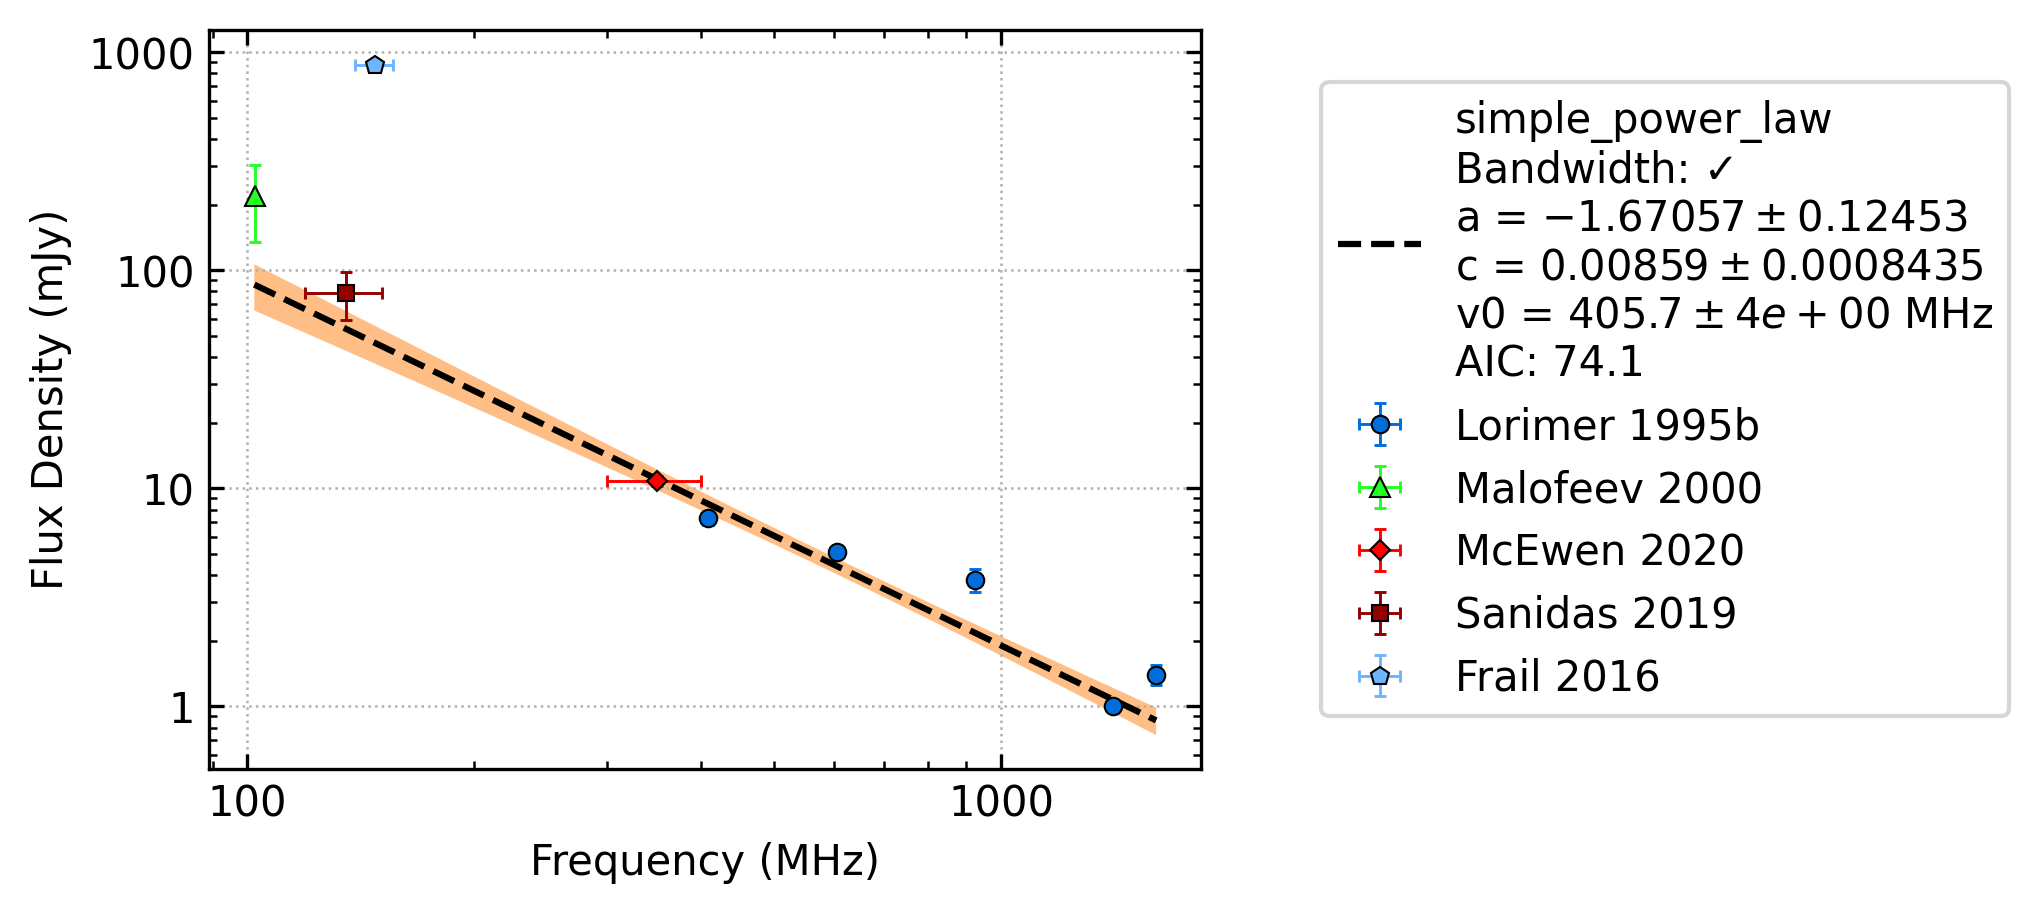 1000
100
10
1
Flux Density (mJy)
100
1000
Frequency (MHz)
simple_power_law
Bandwidth: ✓
a = −1.67057 ± 0.12453
c = 0.00859 ± 0.0008435
v0 = 405.7 ± 4e + 00 MHz
AIC: 74.1
Lorimer 1995b
Malofeev 2000
McEwen 2020
Sanidas 2019
Frail 2016